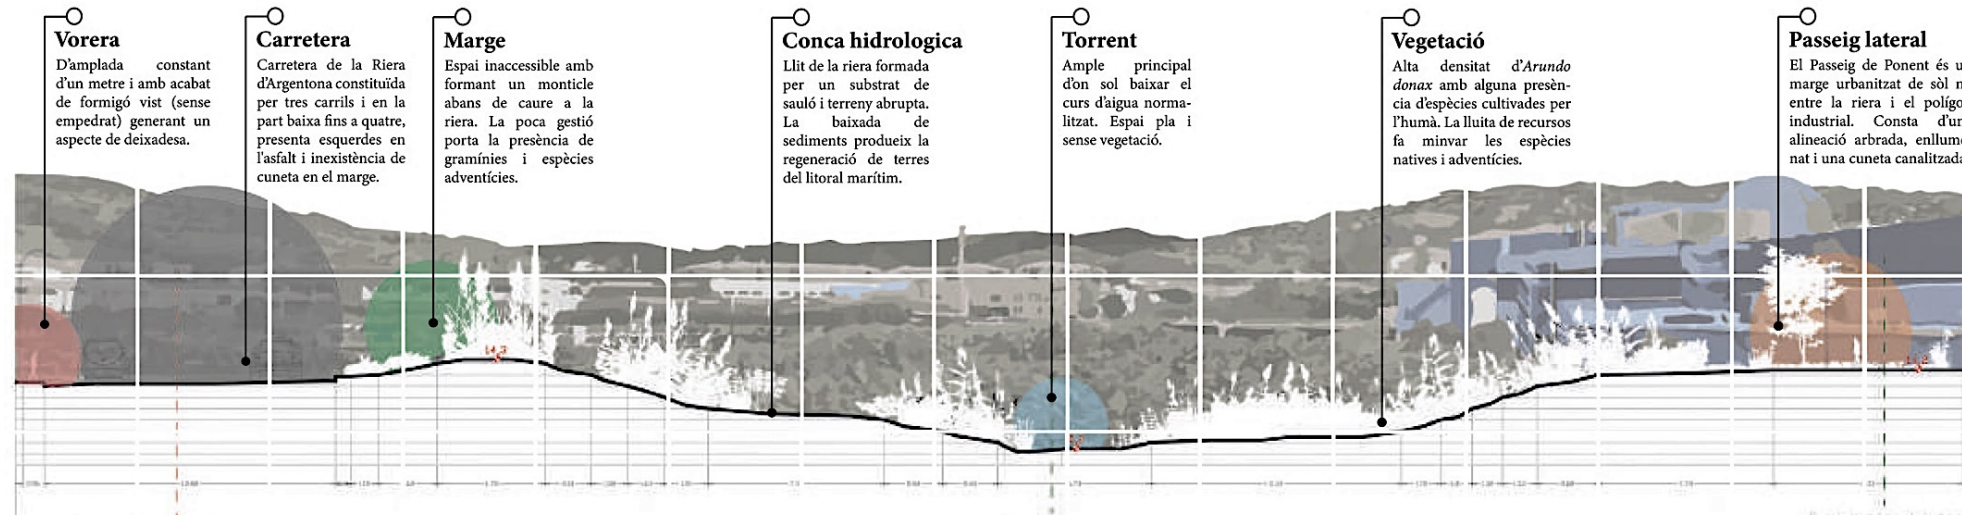 Vorera
D'amplada constant
d'un metre i amb acabat
de formigó vist (sense
empedrat) generant un
aspecte de deixadesa.
Carretera
Carretera de la Riera
d'Argentona constituïda
per tres carrils i en la
part baixa fins a quatre,
presenta esquerdes en
l'asfalt i inexistència de
cuneta en el marge.
Marge
Espai inaccessible amb
formant un monticle
abans de caure a la
riera. La poca gestió
porta la presència de
gramínies i espècies
adventícies.
Conca hidrologica
Llit de la riera formada
per un substrat de
sauló i terreny abrupta.
La baixada de
sediments produeix la
regeneració de terres
del litoral marítim.
Torrent
Ample principal
d'on sol baixar el
curs d'aigua norma-
litzat. Espai pla i
sense vegetació.
Vegetació
Alta densitat d'Arundo
donax amb alguna presèn-
cia d'espècies cultivades per
l'humà. La lluita de recursos
fa minvar les espècies
natives i adventícies.
Passeig lateral
El Passeig de Ponent és u
marge urbanitzat de sòl
entre la riera i el polígo
industrial. Consta d'u
alineació arbrada, enllume
nat i una cuneta canalitzada